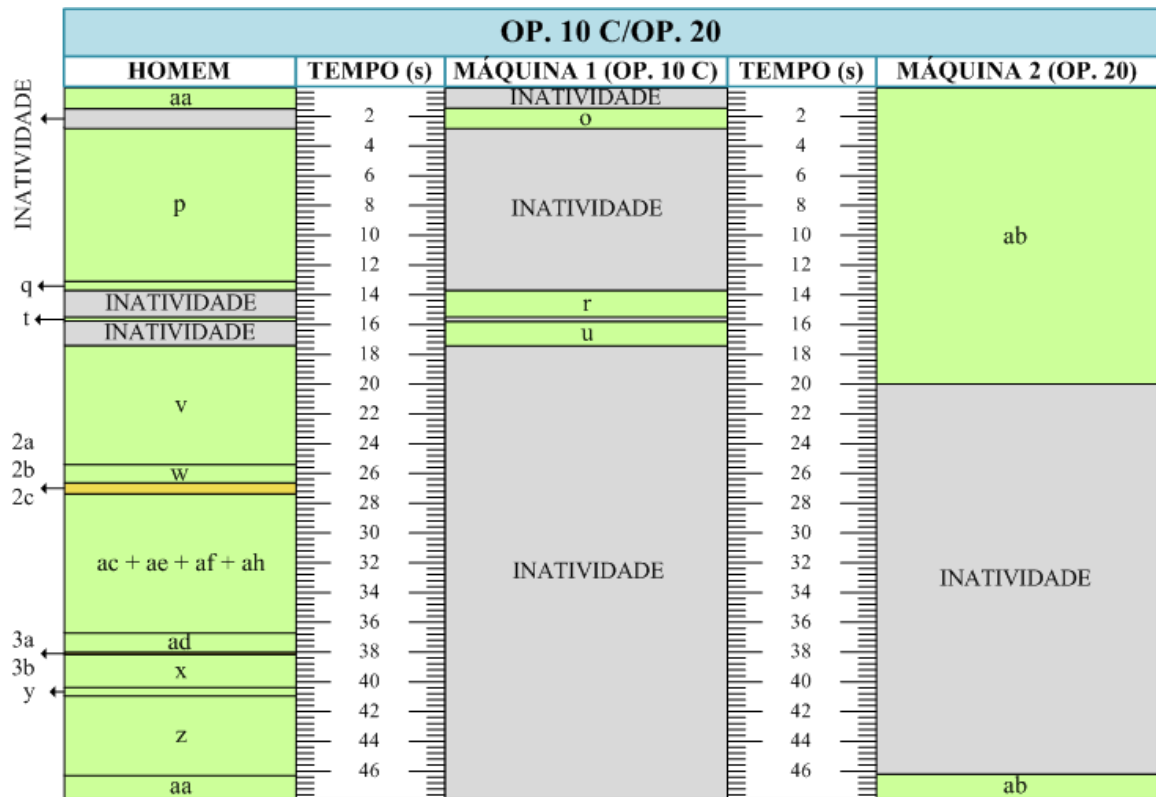 OP. 10 C/OP. 20
HOMEM TEMPO (s) MÁQUINA 1 (OP. 10 C) TEMPO (s) MÁQUINA 2 (OP. 20)
INATIVIDADE
aa
p
q
INATIVIDADE
t
INATIVIDADE
v
2a
2b
w
2c
ac + ae + af + ah
3a
ad
3b
x
y
z
aa
2
4
6
8
10
12
14
16
18
20
22
24
26
28
30
32
34
36
38
40
42
44
46
INATIVIDADE
o
INATIVIDADE
r
u
INATIVIDADE
2
4
6
8
10
12
14
16
18
20
22
24
26
28
30
32
34
36
38
40
42
44
46
ab
INATIVIDADE
ab